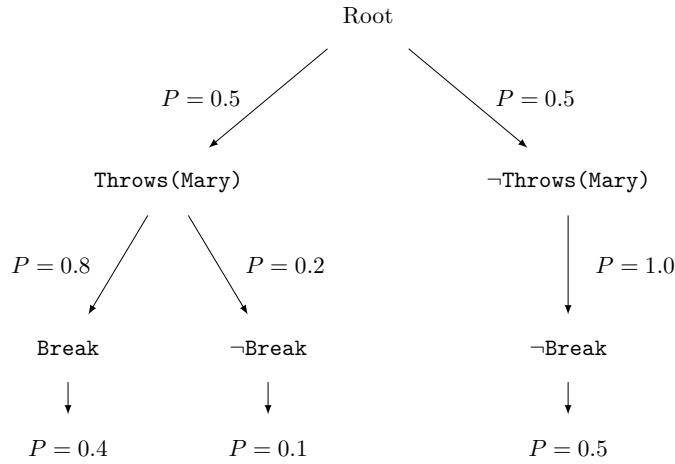 Root
P = 0.5 P = 0.5
Throws(Mary) ¬Throws(Mary)
P = 0.8 P = 0.2 P = 1.0
Break ¬Break ¬Break
P = 0.4 P = 0.1 P = 0.5